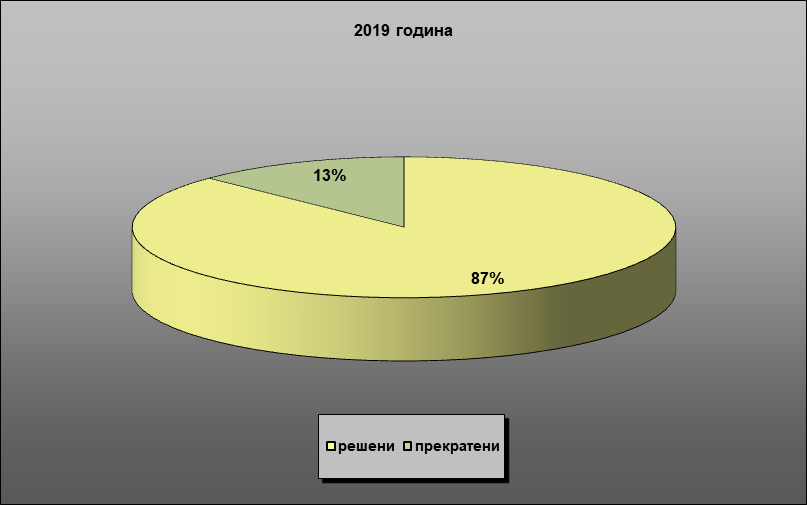 2019 година
13%
87%
решени прекратени